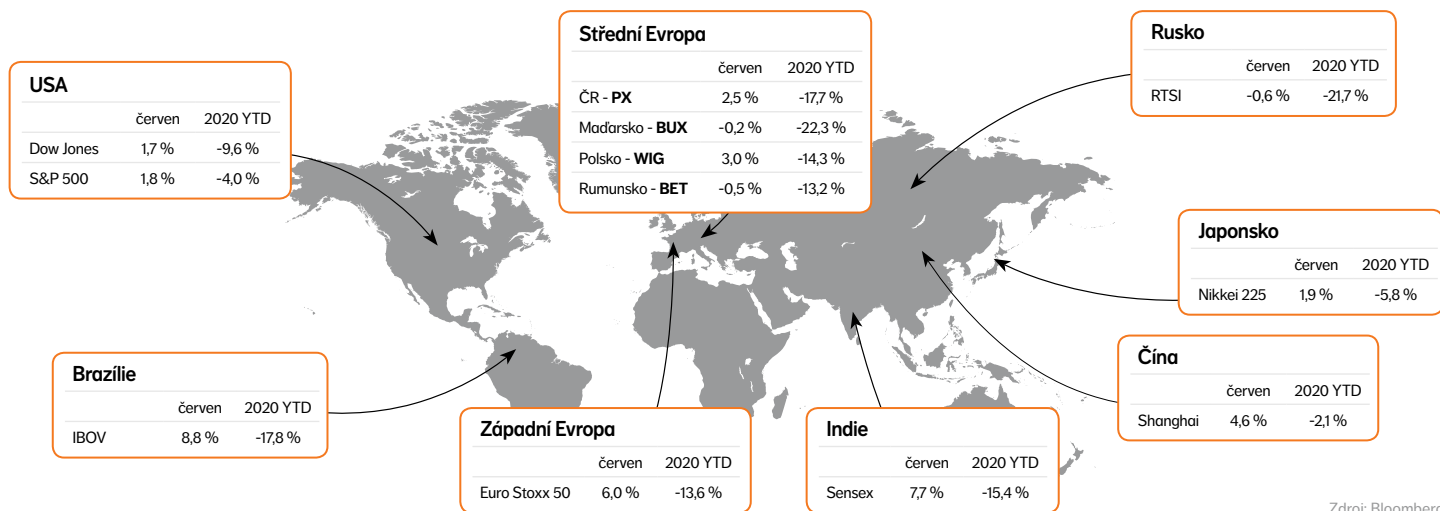 USA
červen 2020 YTD
Dow Jones 1,7 % -9,6 %
S&P 500 1,8 % -4,0 %
Střední Evropa
červen 2020 YTD
ČR - PX 2,5 % -17,7 %
Maďarsko - BUX -0,2 % -22,3 %
Polsko - WIG 3,0 % -14,3 %
Rumunsko - BET -0,5 % -13,2 %
Rusko
červen 2020 YTD
RTSI -0,6 % -21,7 %
Japonsko
červen 2020 YTD
Nikkei 225 1,9 % -5,8 %
Brazílie
červen 2020 YTD
IBOV 8,8 % -17,8 %
Západní Evropa
červen 2020 YTD
Euro Stoxx 50 6,0 % -13,6 %
Indie
červen 2020 YTD
Sensex 7,7 % -15,4 %
Čína
červen 2020 YTD
Shanghai 4,6 % -2,1 %
Zdroj: Bloomberg